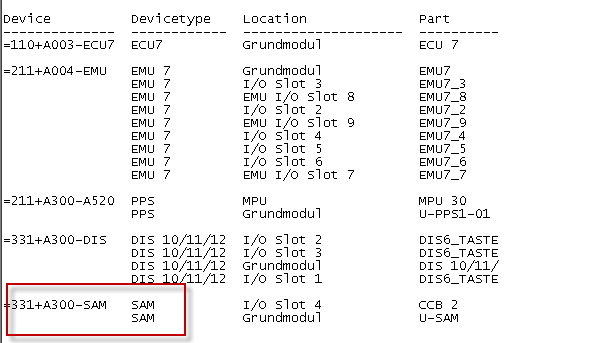 Device Devicetype Location Part
=110+A003-ECU7 ECU7 Grundmodul ECU 7
=211+A004-EMU EMU 7 Grundmodul EMU7
EMU 7 I/O Slot 3 EMU7_3
EMU 7 EMU I/O Slot 8 EMU7_8
EMU 7 I/O Slot 2 EMU7_2
EMU 7 EMU I/O Slot 9 EMU7_9
EMU 7 I/O Slot 4 EMU7_4
EMU 7 I/O Slot 5 EMU7_5
EMU 7 I/O Slot 6 EMU7_6
EMU 7 EMU I/O Slot 7 EMU7_7
=211+A300-A520 PPS MPU MPU 30
PPS Grundmodul U-PPS1-01
=331+A300-DIS DIS 10/11/12 I/O Slot 2 DIS6_TASTE
DIS 10/11/12 I/O Slot 3 DIS6_TASTE
DIS 10/11/12 Grundmodul DIS 10/11/
DIS 10/11/12 I/O Slot 1 DIS6_TASTE
=331+A300-SAM SAM I/O Slot 4 CCB 2
SAM Grundmodul U-SAM